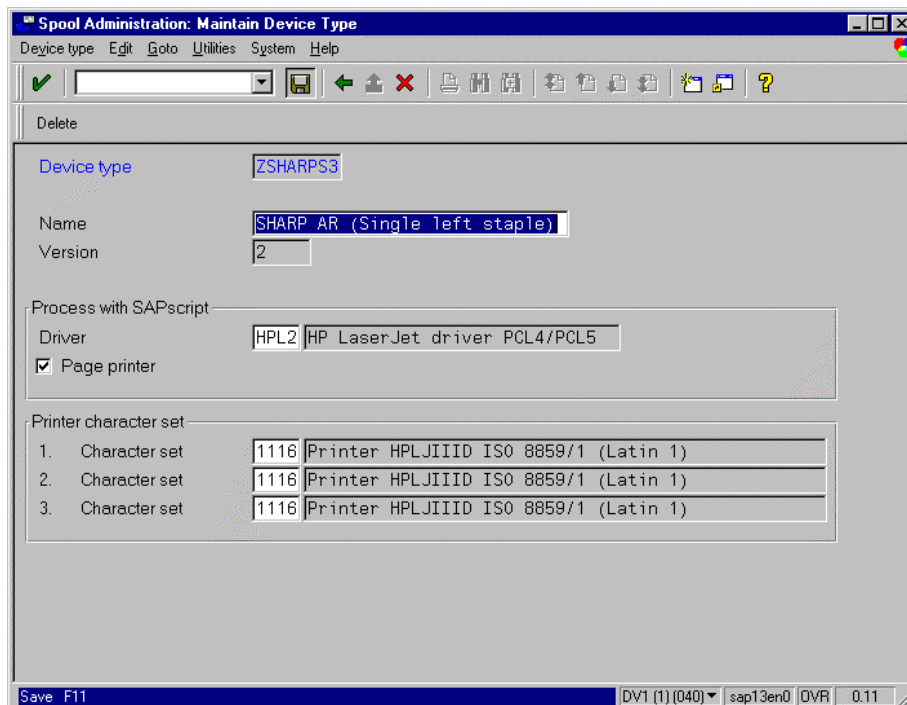 Spool Administration: Maintain Device Type
Device type Edit Goto Utilities System Help
Delete
Device type ZSHARPS3
Name SHARP AR (Single left staple)
Version 2
Process with SAPscript
Driver HPL2 HP LaserJet driver PCL4/PCL5
Page printer
Printer character set
1. Character set 1116 Printer HPLJIIID ISO 8859/1 (Latin 1)
2. Character set 1116 Printer HPLJIIID ISO 8859/1 (Latin 1)
3. Character set 1116 Printer HPLJIIID ISO 8859/1 (Latin 1)
Save F11 DV1 (1) (040) sap13en0 OVR 0.11